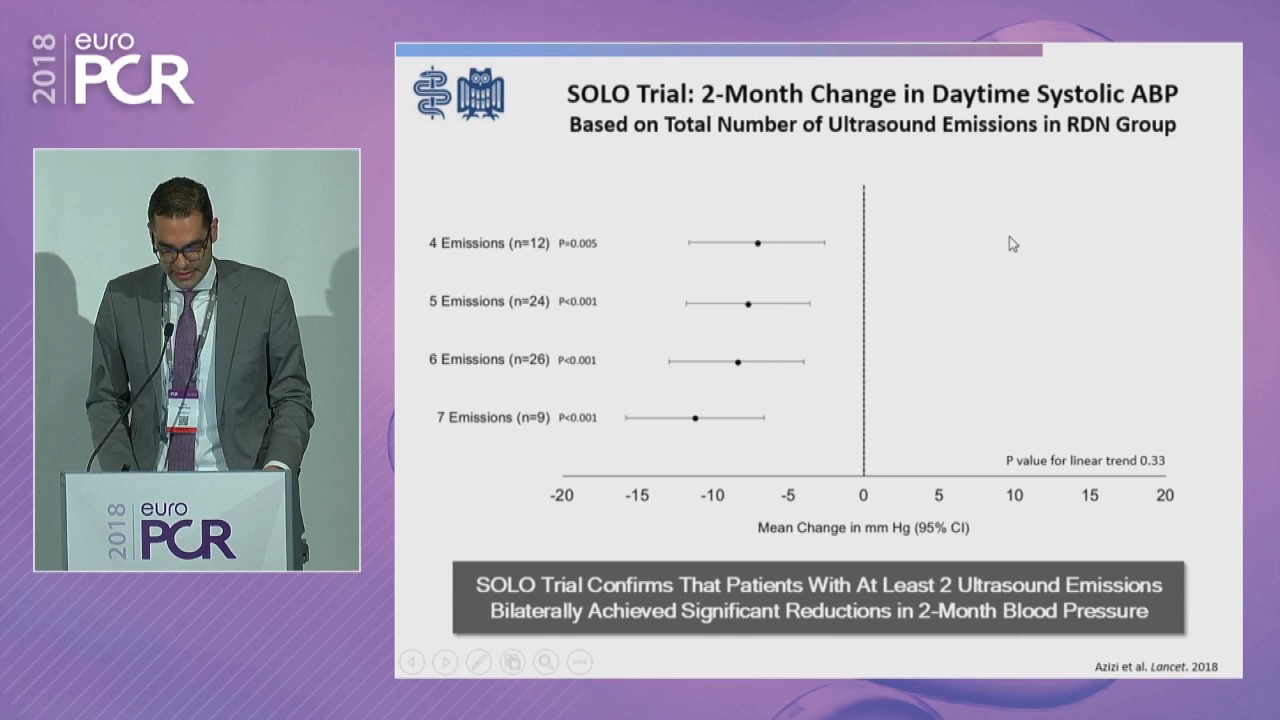 2018
euro
PCR
2018
euro
PCR
SOLO Trial: 2-Month Change in Daytime Systolic ABP
Based on Total Number of Ultrasound Emissions in RDN Group
4 Emissions (n=12) P=0.005
5 Emissions (n=24) P<0.001
6 Emissions (n=26) P<0.001
7 Emissions (n=9) P<0.001
P value for linear trend 0.33
-20 -15 -10 -5 0 5 10 15 20
Mean Change in mm Hg (95% CI)
SOLO Trial Confirms That Patients With At Least 2 Ultrasound Emissions
Bilaterally Achieved Significant Reductions in 2-Month Blood Pressure
Azizi et al. Lancet. 2018